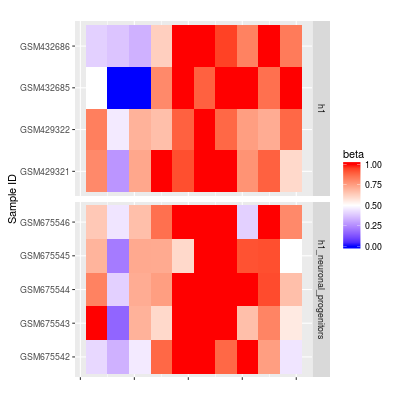 GSM432686
GSM432685
GSM429322
GSM429321
h1
GSM675546
GSM675545
GSM675544
GSM675543
GSM675542
h1_neuronal_progenitors
Sample ID
beta
1.00
0.75
0.50
0.25
0.00